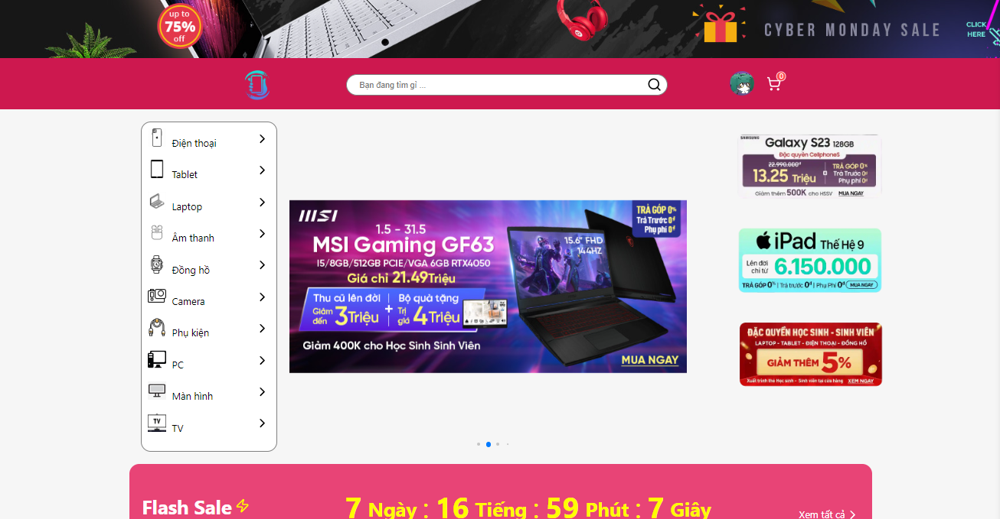 up to
75%
off
CYBER MONDAY SALE
CLICK
HERE
Bạn đang tìm gì ...
0
Điện thoại
Tablet
Laptop
Âm thanh
Đồng hồ
Camera
Phụ kiện
PC
Màn hình
TV
TV
msi
1.5 - 31.5
MSI Gaming GF63
I5/8GB/512GB PCIE/VGA 6GB RTX4050
Giá chỉ 21.49Triệu
Thu cũ lên đời
Giảm đến 3Triệu
+
Bộ quà tặng
Trị giá 4Triệu
Giảm 400K cho Học Sinh Sinh Viên
15.6" FHD
144HZ
TRẢ GÓP 0%
Trả Trước 0đ
Phụ phí 0đ
MUA NGAY
SAMSUNG
Galaxy S23 128GB
Đặc quyền CellphoneS
22.990.000đ
13.25 Triệu
TRẢ GÓP 0%
Trả Trước 0đ
Phụ phí 0đ
Giảm thêm 500K cho HSSV MUA NGAY
iPad Thế Hệ 9
Lên đời chỉ từ 6.150.000
TRẢ GÓP 0% | Trả trước 0đ | Phụ Phí 0đ MUA NGAY
ĐẶC QUYỀN HỌC SINH - SINH VIÊN
LAPTOP - TABLET - ĐIỆN THOẠI - ĐỒNG HỒ
GIẢM THÊM 5%
Xuất trình thẻ Học sinh - Sinh viên tại cửa hàng XEM NGAY
Flash Sale
7 Ngày : 16 Tiếng : 59 Phút : 7 Giây
Xem tất cả